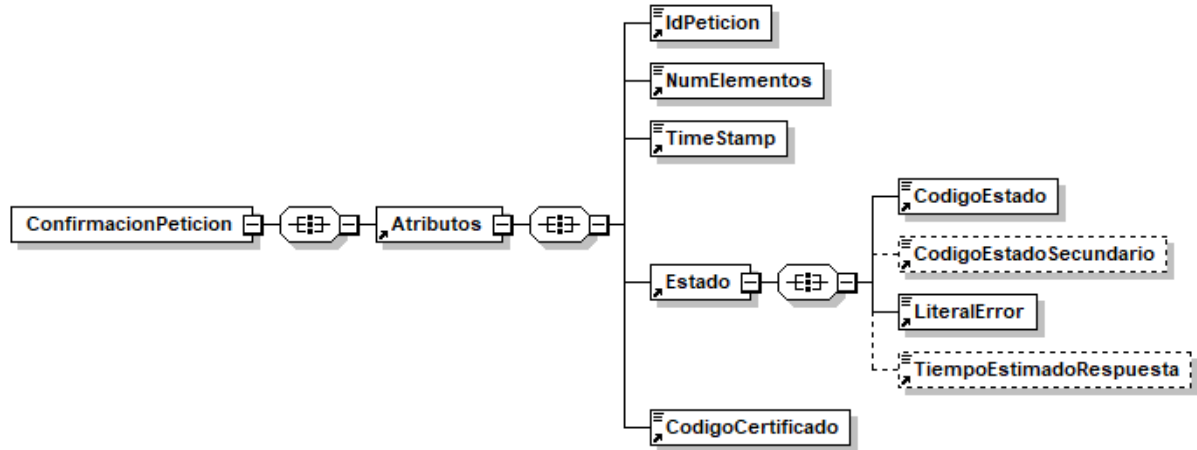 IdPeticion
NumElementos
TimeStamp
ConfirmacionPeticion
Atributos
Estado
CodigoEstado
CodigoEstadoSecundario
LiteralError
TiempoEstimadoRespuesta
CodigoCertificado